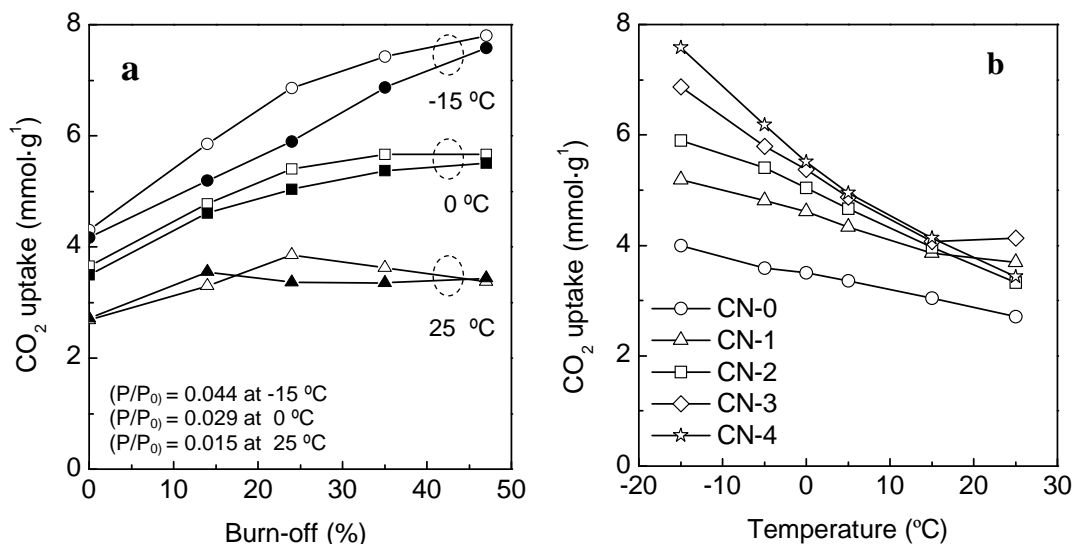 a
CO₂ uptake (mmol·g¹)
8
6
4
2
0
-15 ºC
0 ºC
25 ºC
(P/P₀₎ = 0.044 at -15 ºC
(P/P₀₎ = 0.029 at 0 ºC
(P/P₀₎ = 0.015 at 25 ºC
0 10 20 30 40 50
Burn-off (%)
b
CO₂ uptake (mmol·g¹)
8
6
4
2
0
CN-0
CN-1
CN-2
CN-3
CN-4
-20 -10 0 10 20 30
Temperature (ºC)